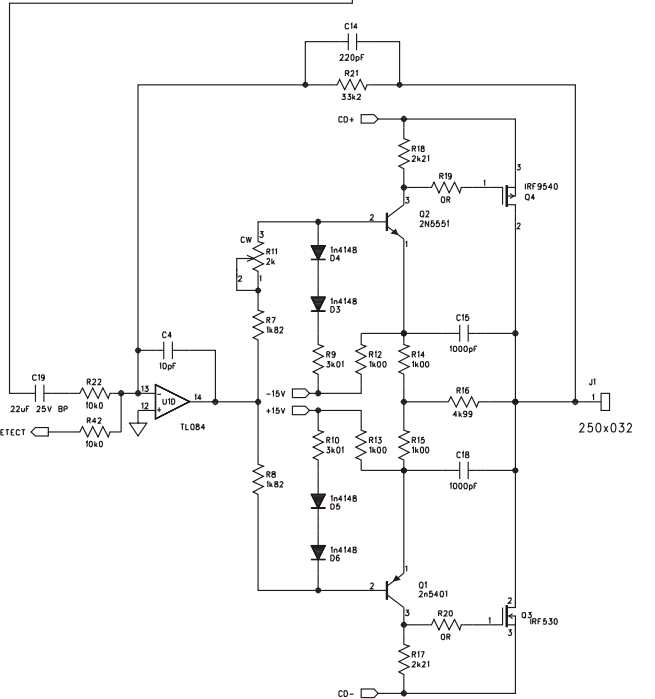 C14
220pF
R21
33k2
CD+
R18
2k21
3
R19
0R
1
IRF9540
Q4
2
3
2
Q2
2N5551
1
CW
3
R11
2k
2
1
1n4148
D4
1n4148
D3
R7
1k82
C15
1000pF
C4
10pF
R9
3k01
R12
1k00
R14
1k00
C19
22uF 25V BP
R22
10k0
13
12
U1D
14
TL084
-15V
+15V
R16
4k99
J1
1
250x032
ETECT
R42
10k0
R10
3k01
R13
1k00
R15
1k00
R8
1k82
C18
1000pF
1n4148
D5
1n4148
D6
1
2
Q1
2n5401
3
R20
0R
1
2
Q3
IRF530
3
R17
2k21
CD-